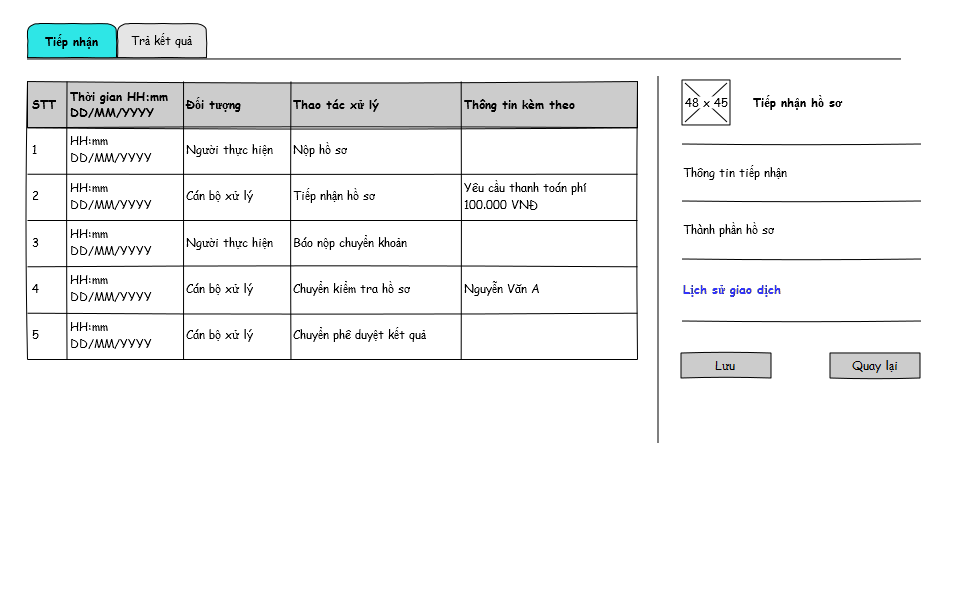 Tiếp nhận
Trả kết quả
STT
Thời gian HH:mm
DD/MM/YYYY
Đối tượng
Thao tác xử lý
Thông tin kèm theo
1
HH:mm
DD/MM/YYYY
Người thực hiện
Nộp hồ sơ
2
HH:mm
DD/MM/YYYY
Cán bộ xử lý
Tiếp nhận hồ sơ
Yêu cầu thanh toán phí
100.000 VNĐ
3
HH:mm
DD/MM/YYYY
Người thực hiện
Báo nộp chuyển khoản
4
HH:mm
DD/MM/YYYY
Cán bộ xử lý
Chuyển kiểm tra hồ sơ
Nguyễn Văn A
5
HH:mm
DD/MM/YYYY
Cán bộ xử lý
Chuyển phê duyệt kết quả
48 x 45
Tiếp nhận hồ sơ
Thông tin tiếp nhận
Thành phần hồ sơ
Lịch sử giao dịch
Lưu
Quay lại